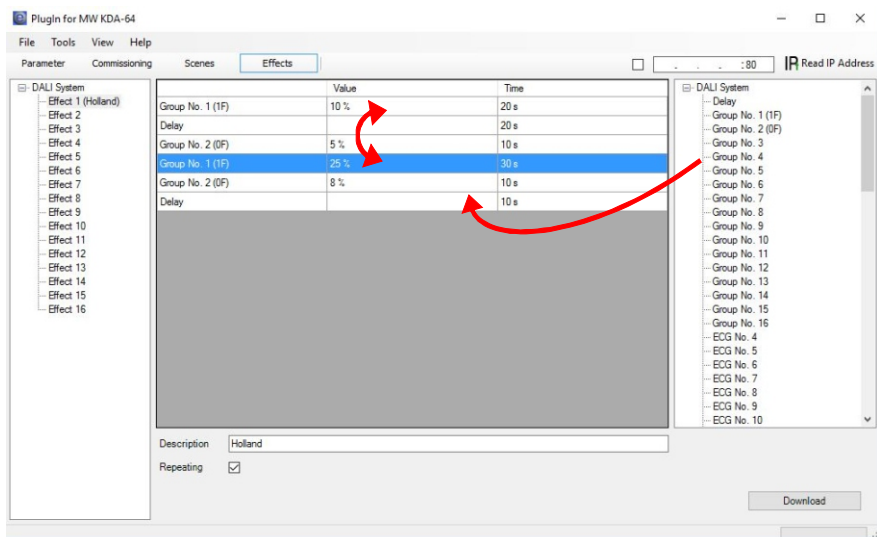 PlugIn for MW KDA-64
File Tools View Help
Parameter Commissioning Scenes Effects . . . :80 Read IP Address
DALI System
Effect 1 (Holland)
Effect 2
Effect 3
Effect 4
Effect 5
Effect 6
Effect 7
Effect 8
Effect 9
Effect 10
Effect 11
Effect 12
Effect 13
Effect 14
Effect 15
Effect 16
Value Time
Group No. 1 (1F) 10 % 20 s
Delay 20 s
Group No. 2 (0F) 5 % 10 s
Group No. 1 (1F) 25 % 30 s
Group No. 2 (0F) 8 % 10 s
Delay 10 s
Description Holland
Repeating
DALI System
Delay
Group No. 1 (1F)
Group No. 2 (0F)
Group No. 3
Group No. 4
Group No. 5
Group No. 6
Group No. 7
Group No. 8
Group No. 9
Group No. 10
Group No. 11
Group No. 12
Group No. 13
Group No. 14
Group No. 15
Group No. 16
ECG No. 4
ECG No. 5
ECG No. 6
ECG No. 7
ECG No. 8
ECG No. 9
ECG No. 10
Download